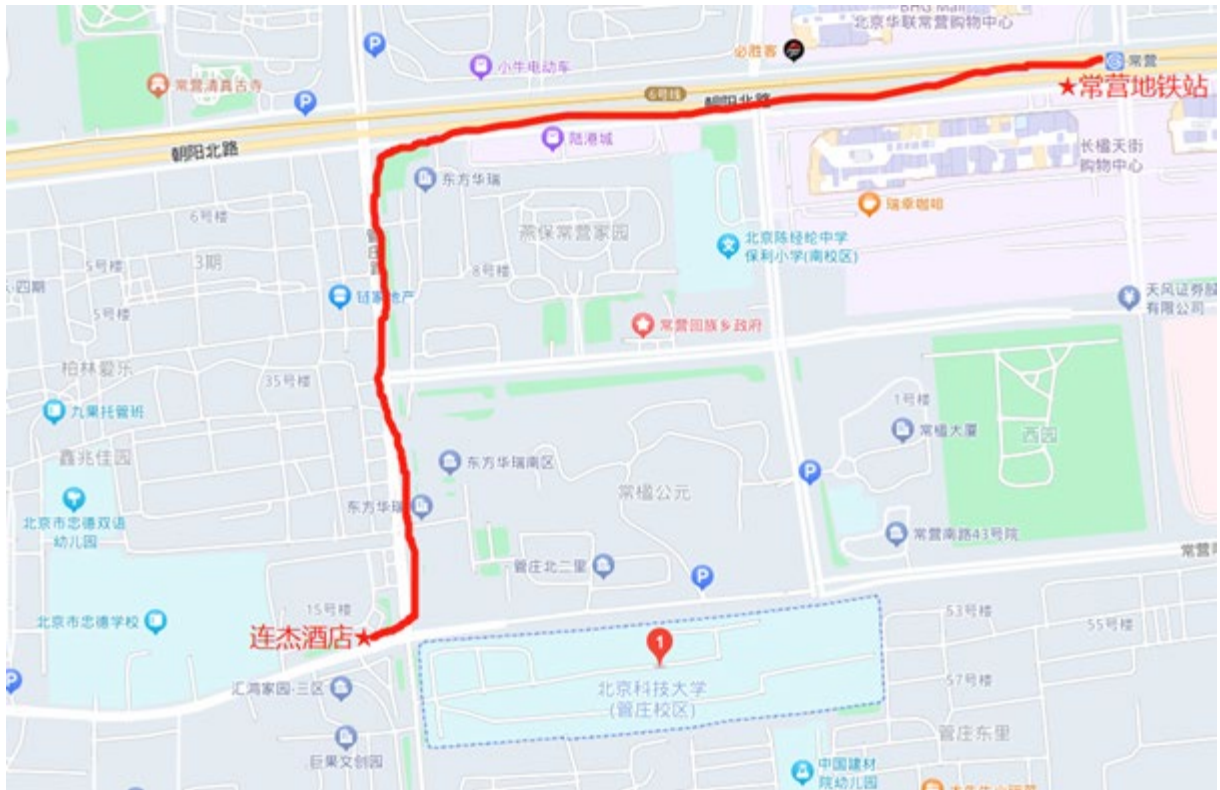 BHG Mall
北京华联常营购物中心
必胜客
小牛电动车
常营
常营清真古寺
★常营地铁站
6号线
朝阳北路
朝阳北路
陆港城
长楹天街
购物中心
东方华瑞
瑞幸咖啡
6号楼
燕保常营家园
北京陈经纶中学
保利小学(南校区)
管庄路
3期
5号楼
8号楼
四期
链家地产
天风证券股
有限公司
5号楼
常营回族乡政府
柏林爱乐
35号楼
1号楼
九果托管班
常楹大厦
西园
鑫兆佳园
东方华瑞南区
常楹公元
东方华瑞
北京市忠德双语
幼儿园
常营南路43号院
常营
管庄北二里
15号楼
53号楼
北京市忠德学校
55号楼
连杰酒店★
1
汇鸿家园-三区
北京科技大学
(管庄校区)
57号楼
管庄东里
巨果文创园
中国建材
院幼儿园